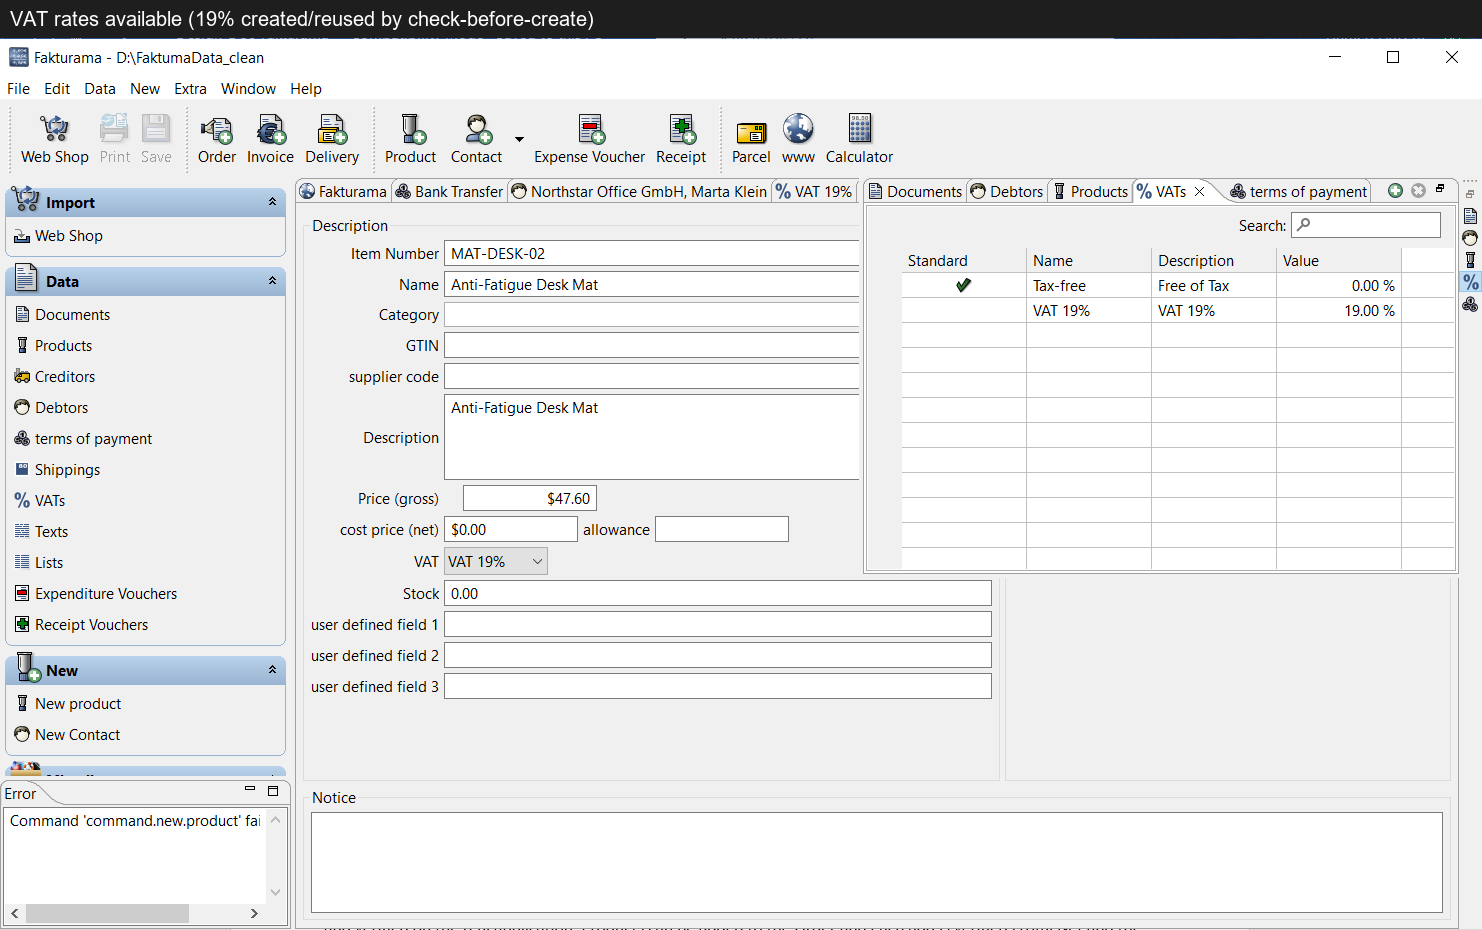 VAT rates available (19% created/reused by check-before-create)
Fakturama - D:\FaktumaData_clean
File Edit Data New Extra Window Help
Web Shop Print Save Order Invoice Delivery Product Contact Expense Voucher Receipt Parcel www Calculator
Import
Web Shop
Data
Documents
Products
Creditors
Debtors
terms of payment
Shippings
VATs
Texts
Lists
Expenditure Vouchers
Receipt Vouchers
New
New product
New Contact
Error
Command 'command.new.product' fai
Fakturama Bank Transfer Northstar Office GmbH, Marta Klein VAT 19%
Description
Item Number MAT-DESK-02
Name Anti-Fatigue Desk Mat
Category
GTIN
supplier code
Description Anti-Fatigue Desk Mat
Price (gross) $47.60
cost price (net) $0.00 allowance
VAT VAT 19%
Stock 0.00
user defined field 1
user defined field 2
user defined field 3
Notice
Documents Debtors Products VATs terms of payment
Search:
Standard Name Description Value
Tax-free Free of Tax 0.00 %
VAT 19% VAT 19% 19.00 %